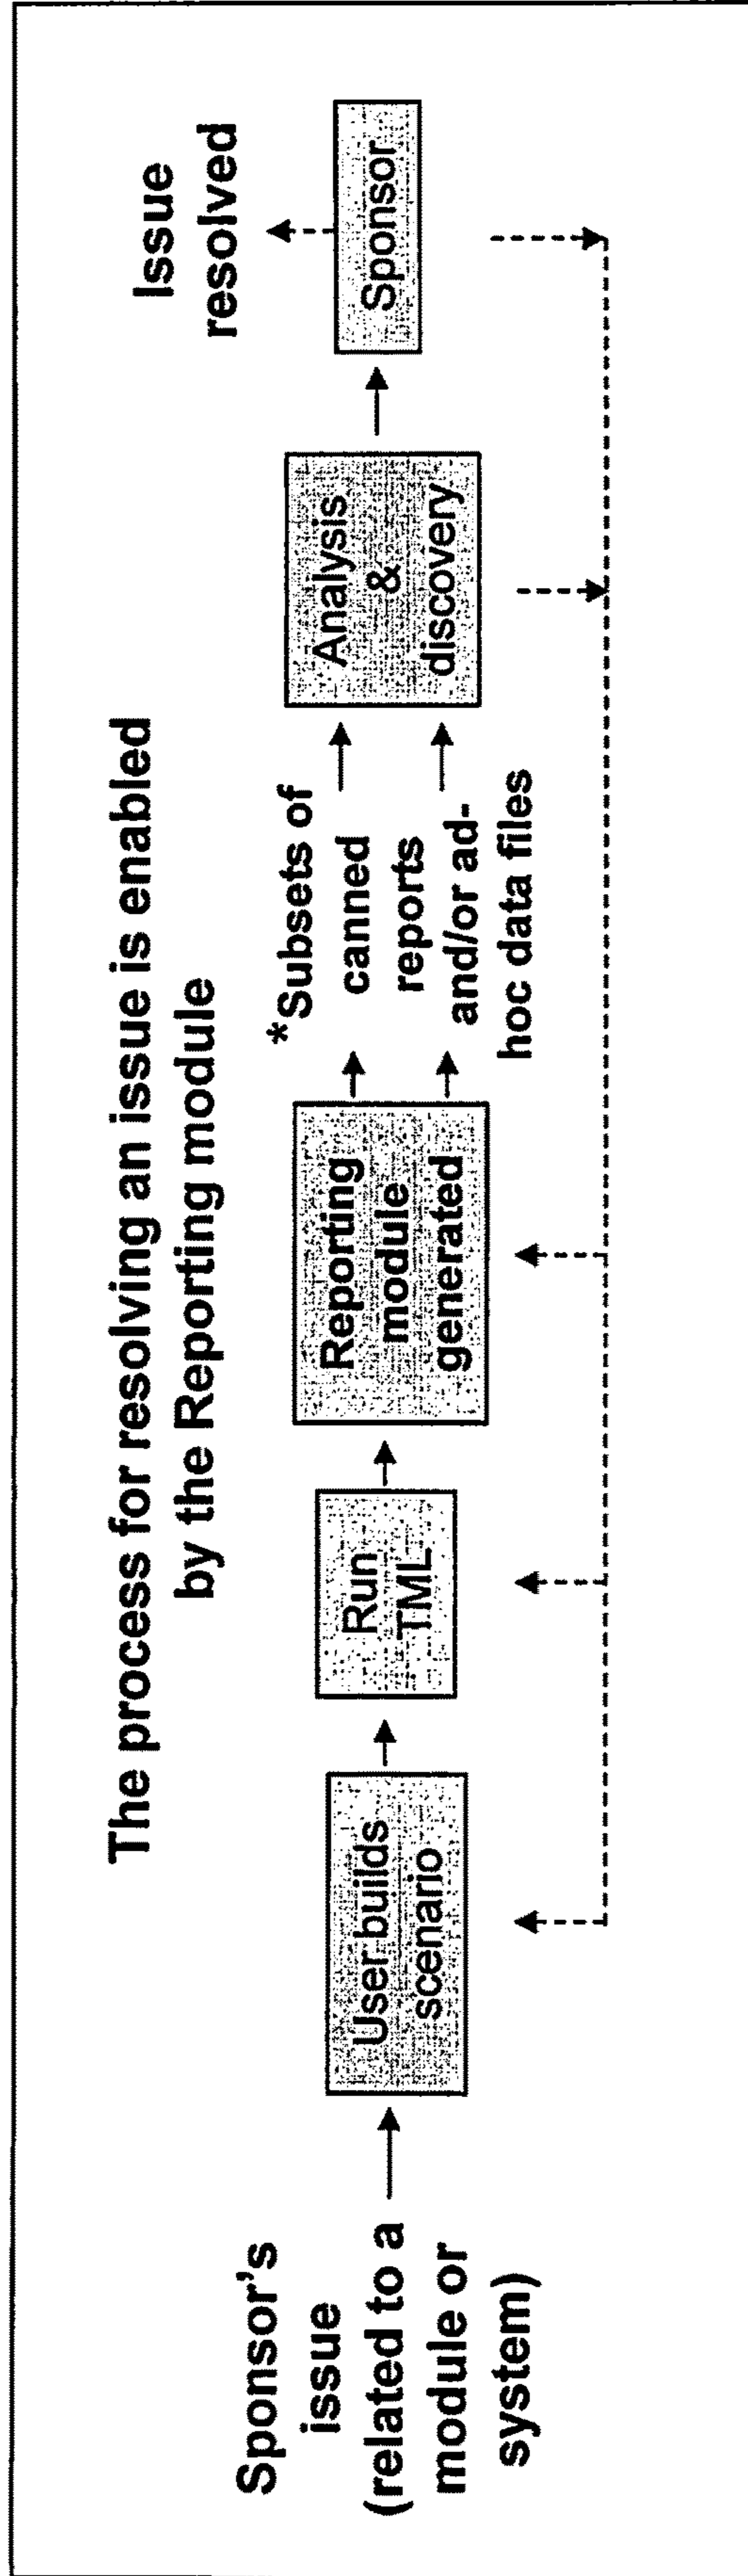 The process for resolving an issue is enabled
by the Reporting module
Sponsor's
issue
(related to a
module or
system)
User builds
scenario
Run
TML
Reporting
module
generated
*Subsets of
canned
reports
and/or ad-
hoc data files
Analysis
&
discovery
Sponsor
Issue
resolved